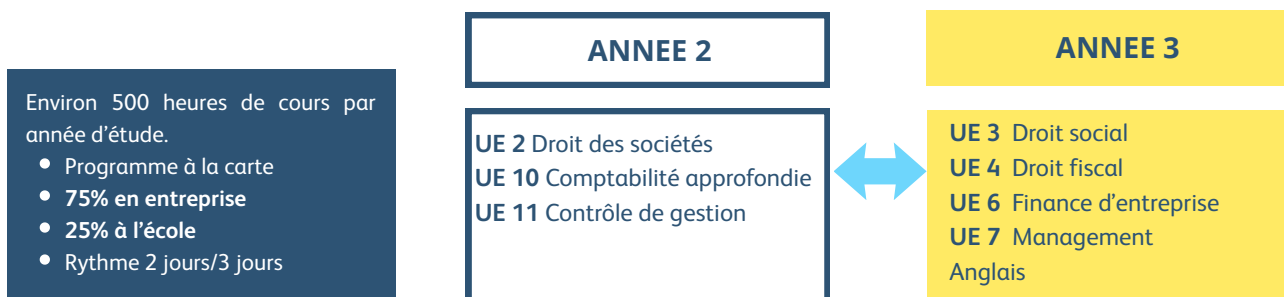 Environ 500 heures de cours par
année d'étude.
• Programme à la carte
• 75% en entreprise
• 25% à l'école
• Rythme 2 jours/3 jours
ANNEE 2
UE 2 Droit des sociétés
UE 10 Comptabilité approfondie
UE 11 Contrôle de gestion
ANNEE 3
UE 3 Droit social
UE 4 Droit fiscal
UE 6 Finance d'entreprise
UE 7 Management
Anglais